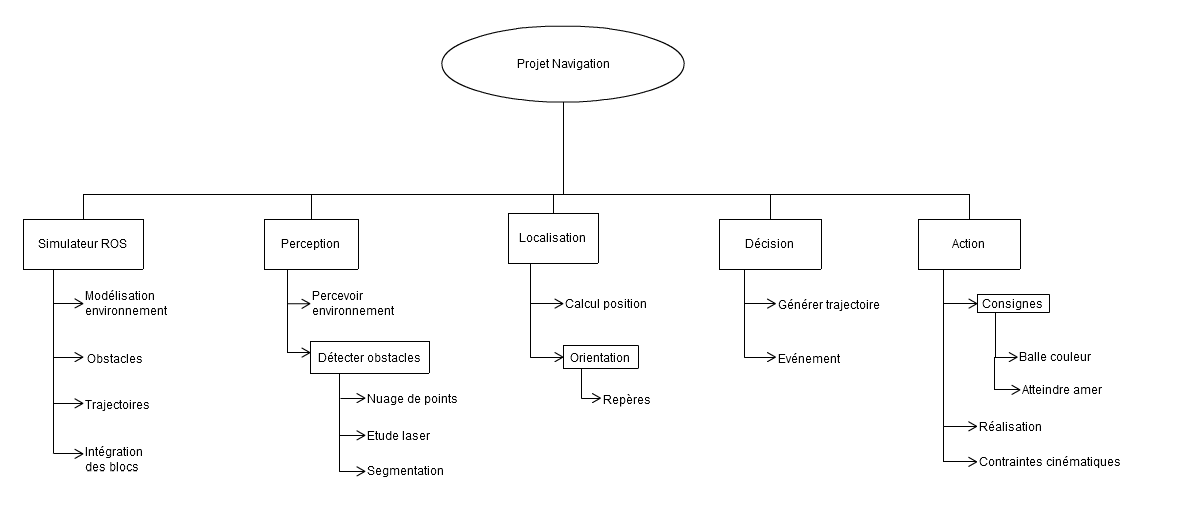 Projet Navigation
Simulateur ROS
Modélisation
environnement
Obstacles
Trajectoires
Intégration
des blocs
Perception
Percevoir
environnement
Détecter obstacles
Nuage de points
Etude laser
Segmentation
Localisation
Calcul position
Orientation
Repères
Décision
Générer trajectoire
Evénement
Action
Consignes
Balle couleur
Atteindre amer
Réalisation
Contraintes cinématiques